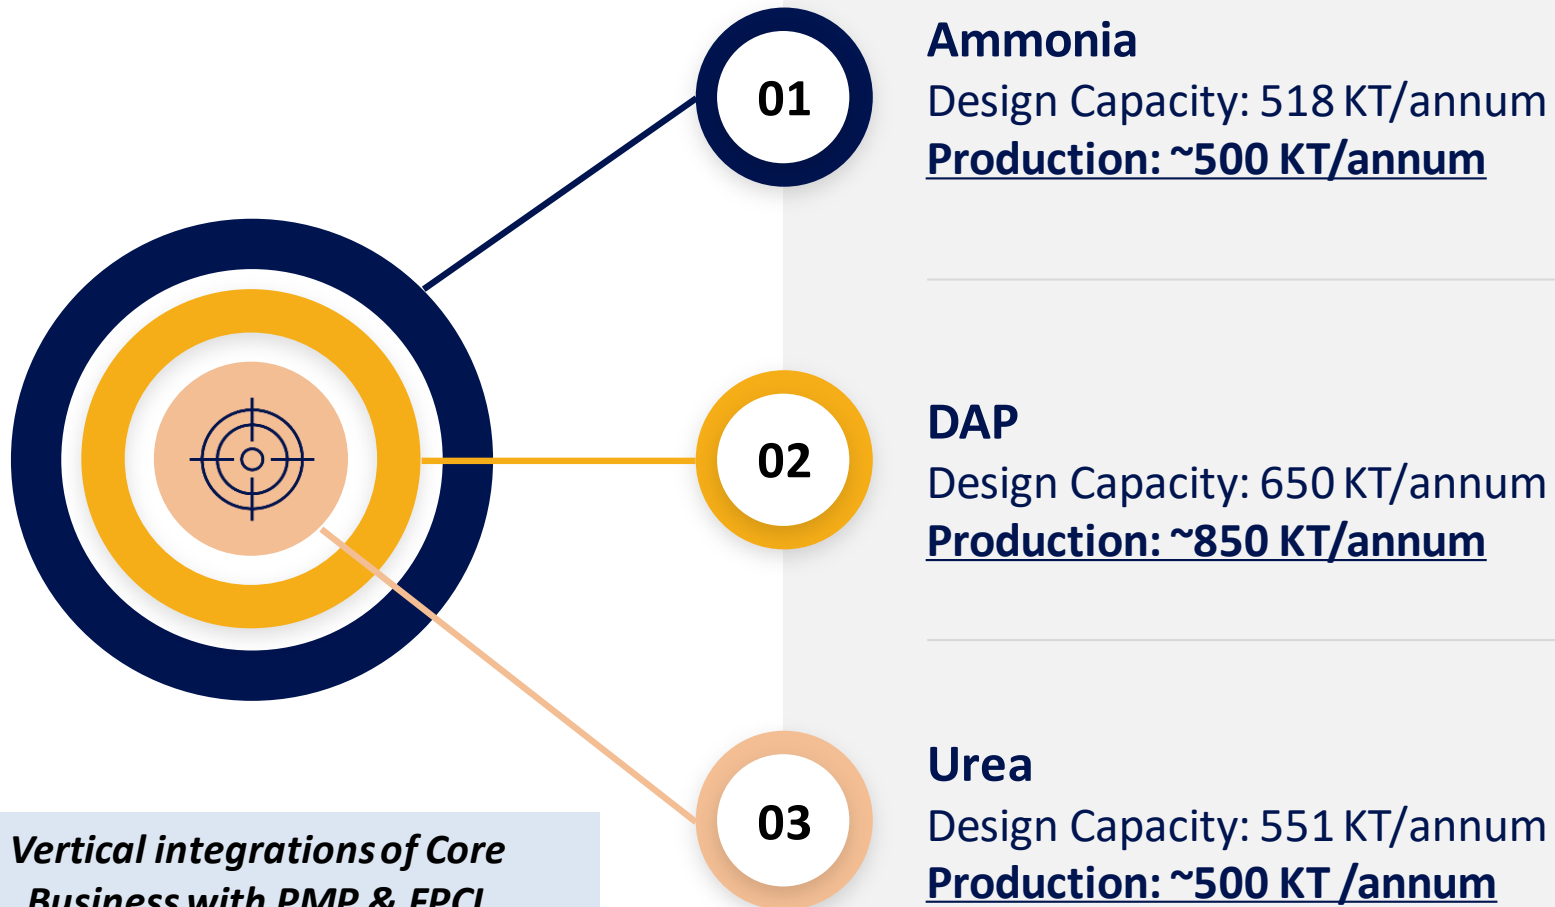 01
Ammonia
Design Capacity: 518 KT/annum
Production: ~500 KT/annum
02
DAP
Design Capacity: 650 KT/annum
Production: ~850 KT/annum
03
Urea
Design Capacity: 551 KT/annum
Production: ~500 KT /annum
Vertical integrations of Core
Business with PMP &